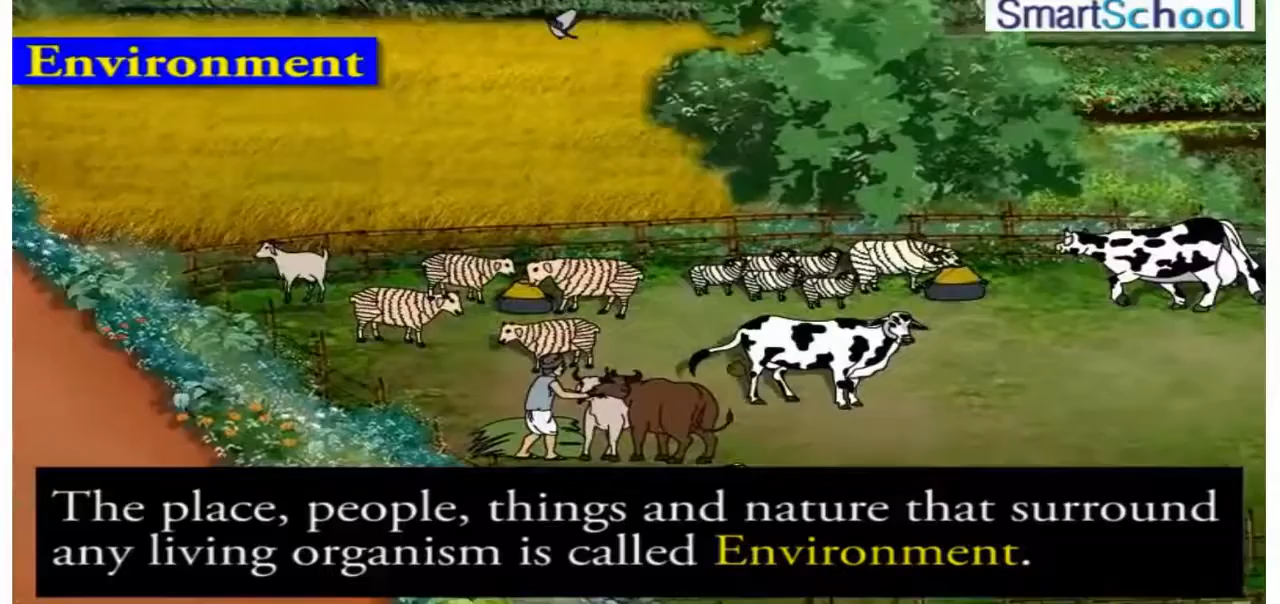 SmartSchool
Environment
The place, people, things and nature that surround
any living organism is called Environment.